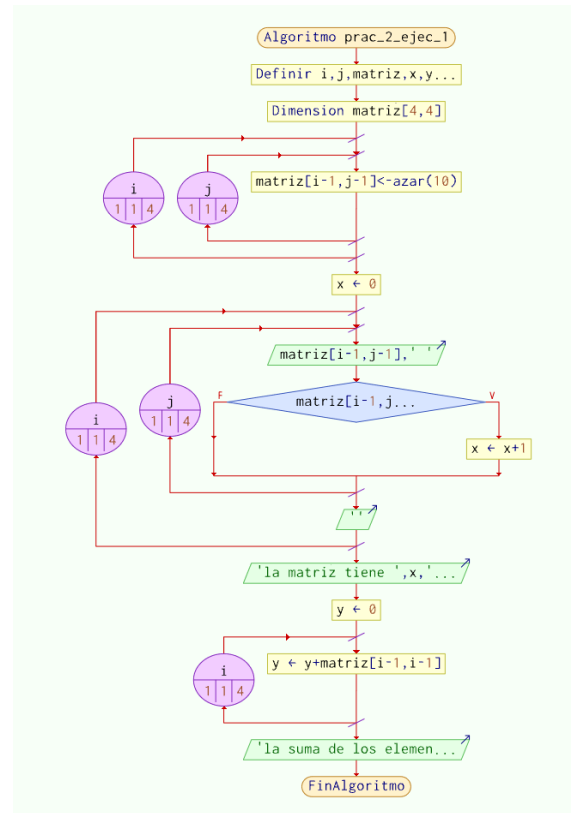 Algoritmo prac_2_ejec_1
Definir i,j,matriz,x,y...
Dimension matriz[4,4]
i
1 1 4
j
1 1 4
matriz[i-1,j-1]<-azar(10)
x ← 0
i
1 1 4
j
1 1 4
matriz[i-1,j-1],' '
F
matriz[i-1,j...
V
x ← x+1
''
'la matriz tiene ',x,'...
y ← 0
i
1 1 4
y ← y+matriz[i-1,i-1]
'la suma de los elemen...
FinAlgoritmo